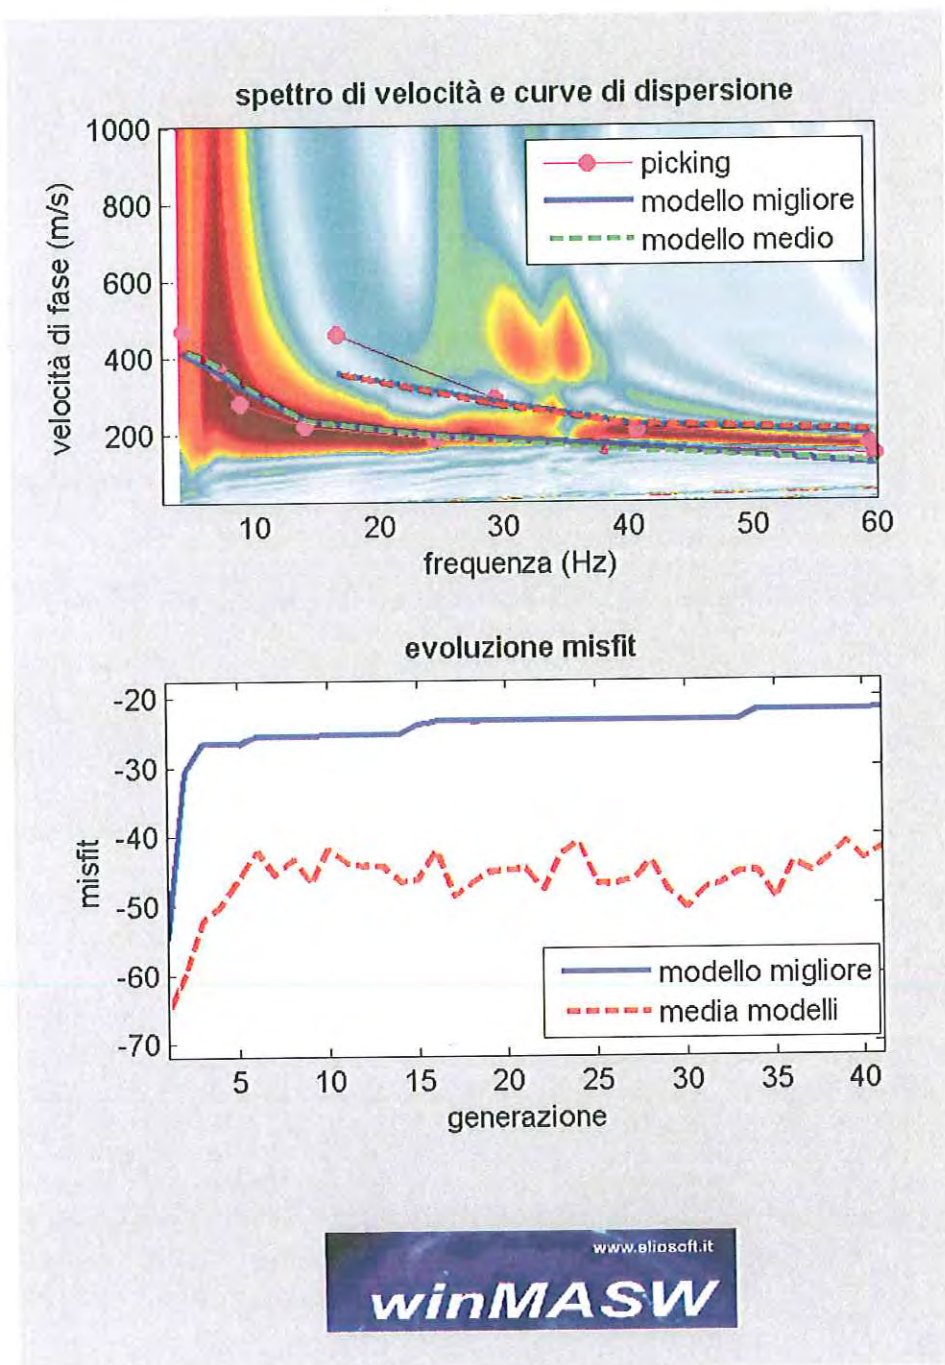 spettro di velocità e curve di dispersione
velocità di fase (m/s)
1000
800
600
400
200
picking
modello migliore
modello medio
10 20 30 40 50 60
frequenza (Hz)
evoluzione misfit
misfit
-20
-30
-40
-50
-60
-70
modello migliore
media modelli
5 10 15 20 25 30 35 40
generazione
www.eliosoft.it
winMASW